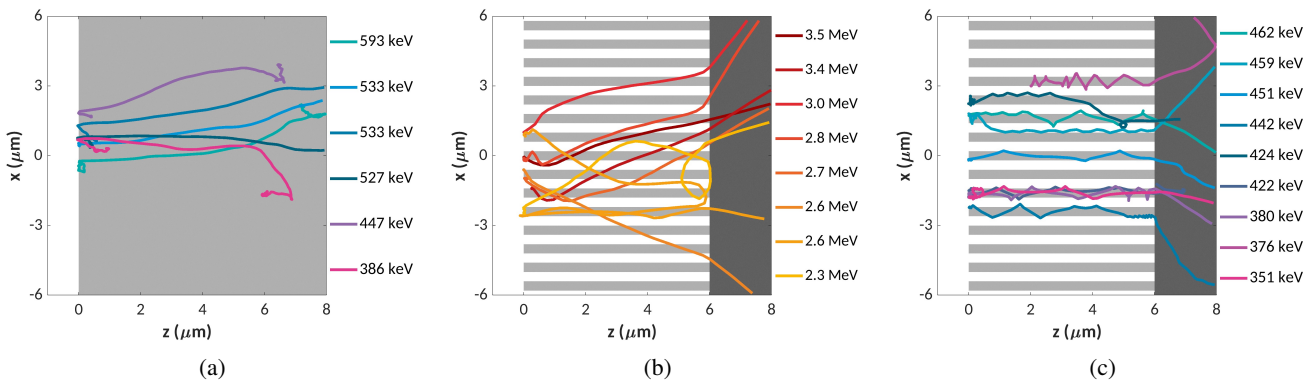 6
3
0
-3
-6
x (μm)
0
2
4
6
8
z (μm)
593 keV
533 keV
533 keV
527 keV
447 keV
386 keV
(a)
6
3
0
-3
-6
x (μm)
0
2
4
6
8
z (μm)
3.5 MeV
3.4 MeV
3.0 MeV
2.8 MeV
2.7 MeV
2.6 MeV
2.6 MeV
2.3 MeV
(b)
6
3
0
-3
-6
x (μm)
0
2
4
6
8
z (μm)
462 keV
459 keV
451 keV
442 keV
424 keV
422 keV
380 keV
376 keV
351 keV
(c)